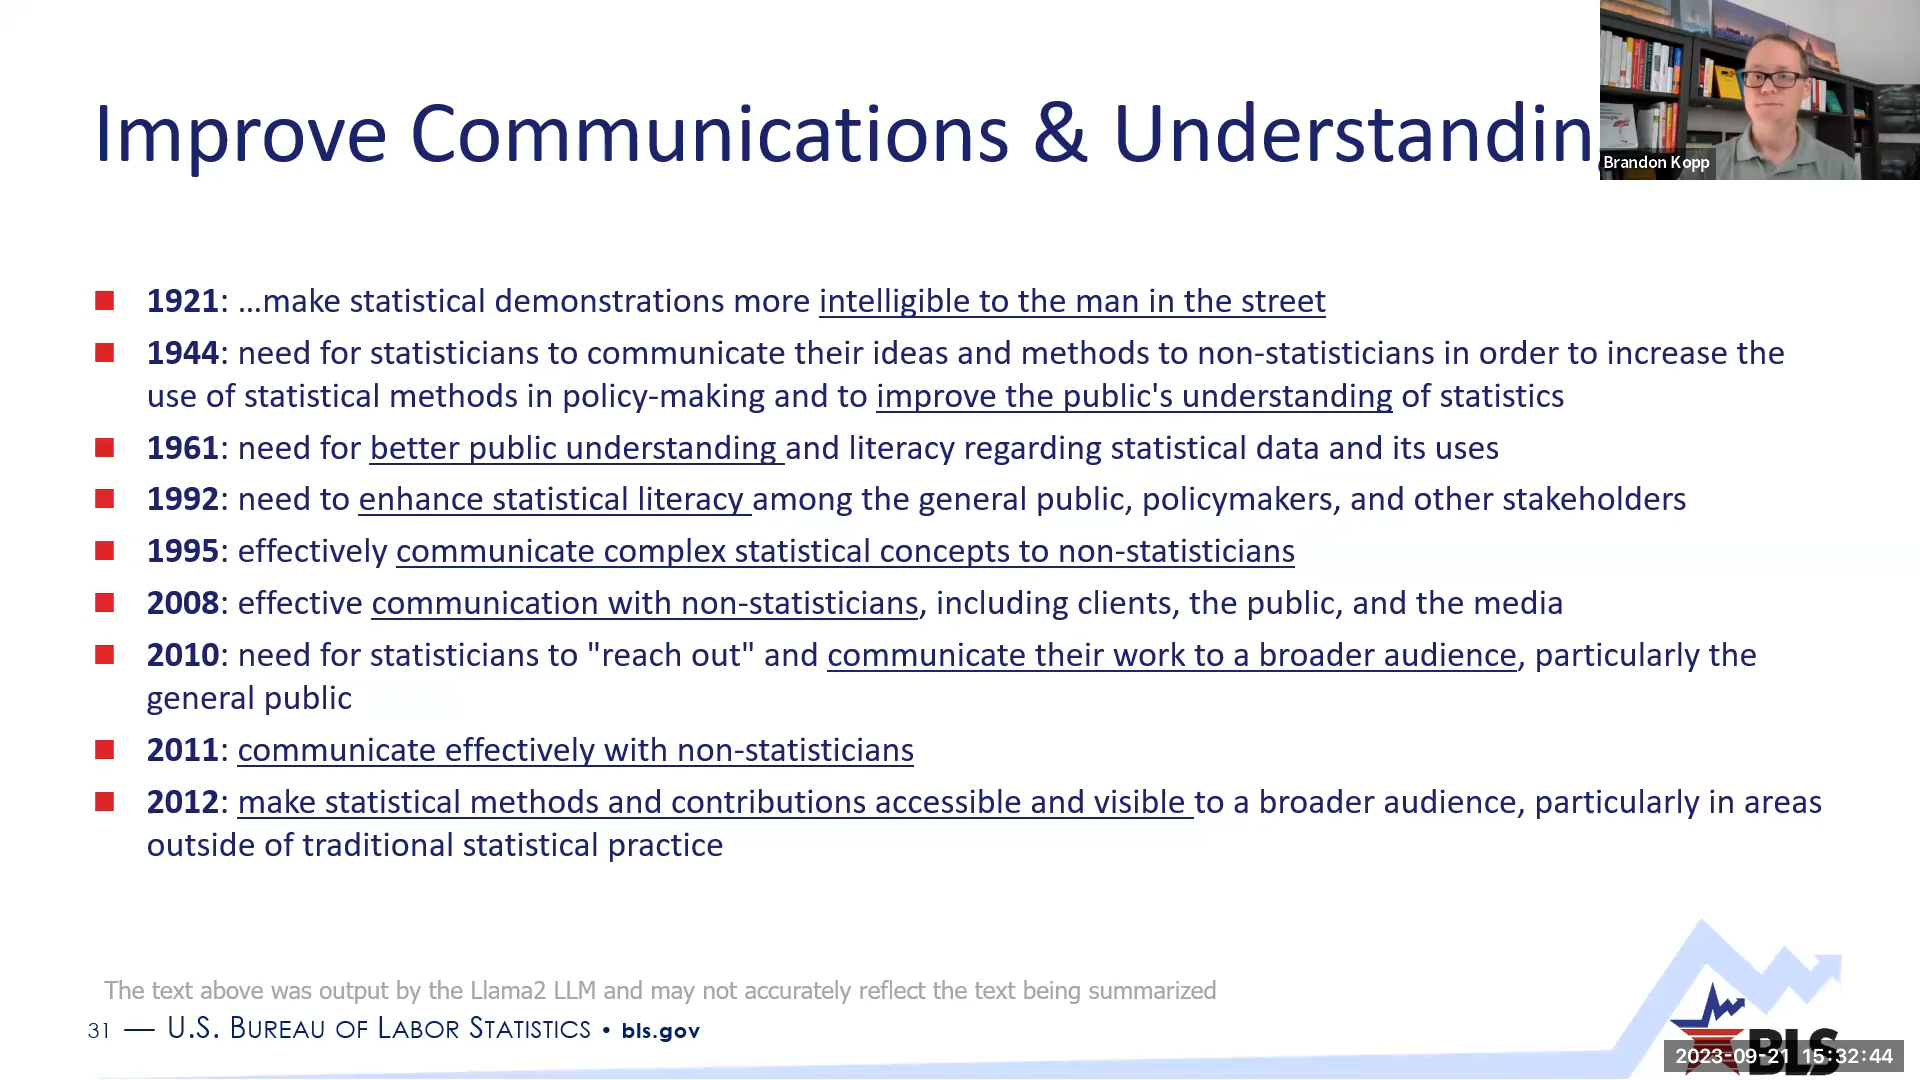 Improve Communications & Understandin
Brandon Kopp
■ 1921: …make statistical demonstrations more intelligible to the man in the street
■ 1944: need for statisticians to communicate their ideas and methods to non-statisticians in order to increase the
use of statistical methods in policy-making and to improve the public's understanding of statistics
■ 1961: need for better public understanding and literacy regarding statistical data and its uses
■ 1992: need to enhance statistical literacy among the general public, policymakers, and other stakeholders
■ 1995: effectively communicate complex statistical concepts to non-statisticians
■ 2008: effective communication with non-statisticians, including clients, the public, and the media
■ 2010: need for statisticians to "reach out" and communicate their work to a broader audience, particularly the
general public
■ 2011: communicate effectively with non-statisticians
■ 2012: make statistical methods and contributions accessible and visible to a broader audience, particularly in areas
outside of traditional statistical practice
The text above was output by the Llama2 LLM and may not accurately reflect the text being summarized
31 — U.S. BUREAU OF LABOR STATISTICS • bls.gov
BLS
2023-09-21 15:32:44